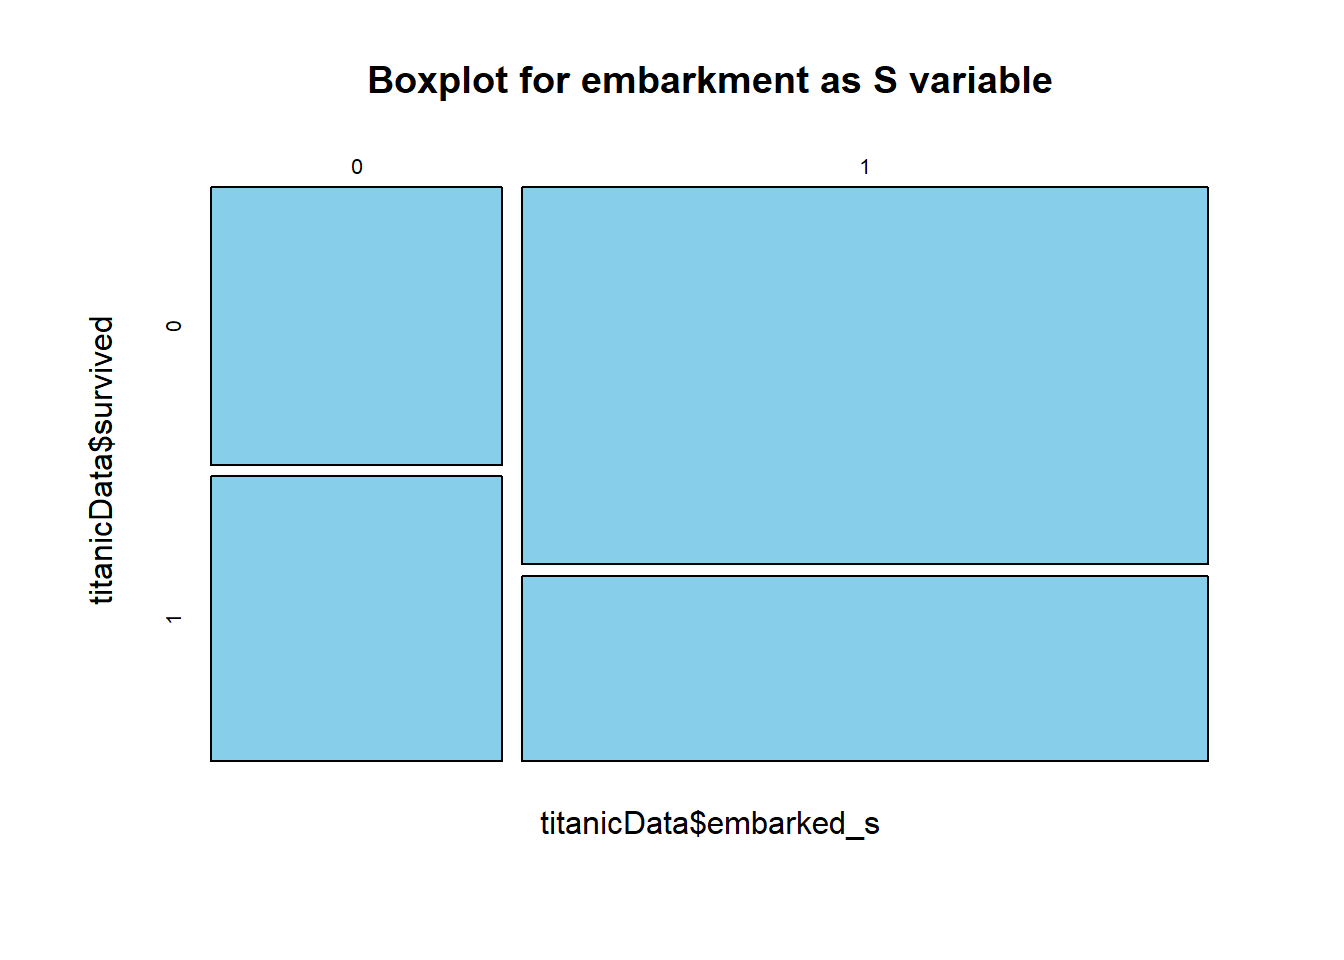 Boxplot for embarkment as S variable
0 1
titanicData$survived
0
1
titanicData$embarked_s